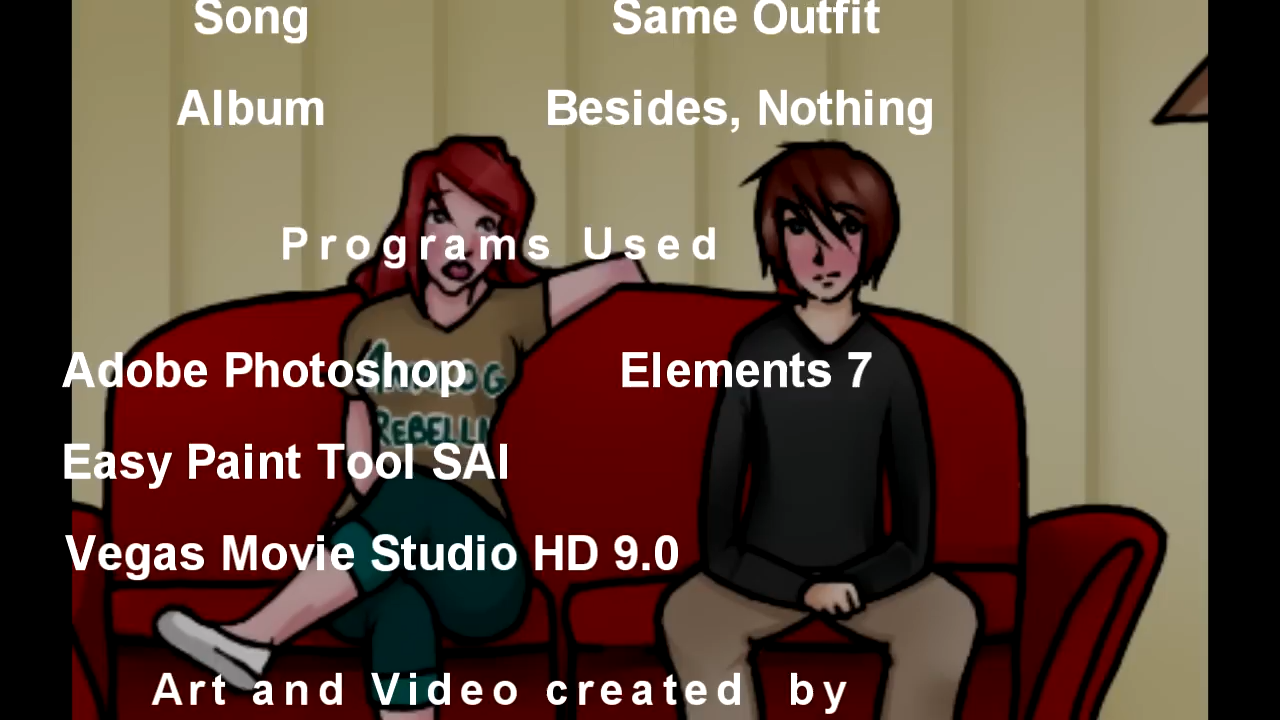 Song Same Outfit
Album Besides, Nothing
Programs Used
Adobe Photoshop Elements 7
Easy Paint Tool SAI
Vegas Movie Studio HD 9.0
Art and Video created by